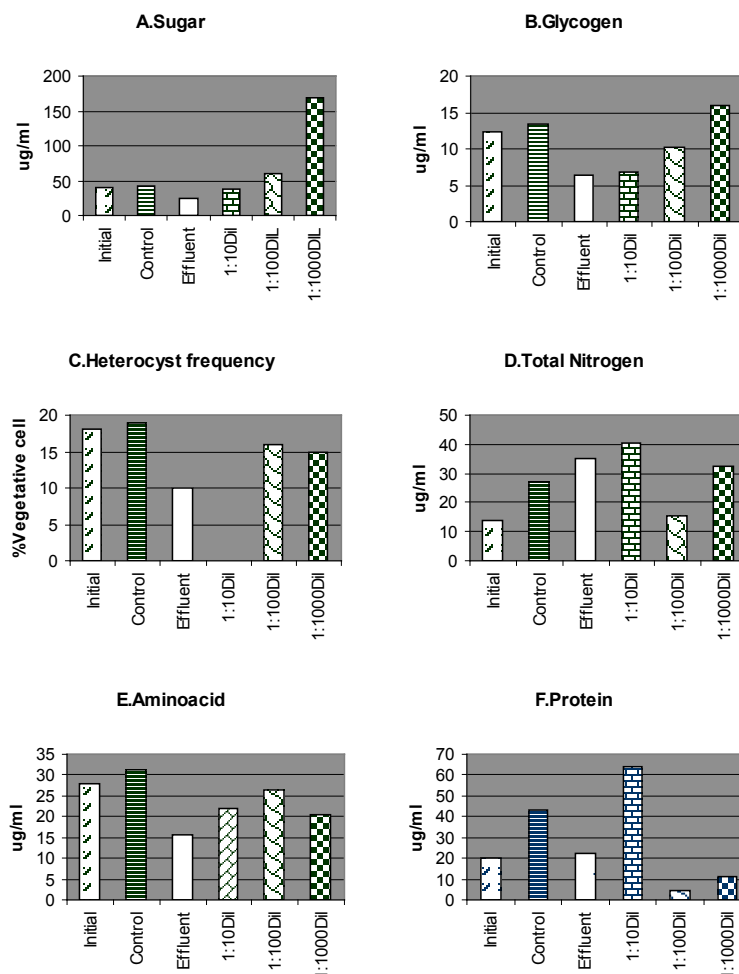 A.Sugar
200
150
100
50
0
ug/ml
Initial
Control
Effluent
1:10Dil
1:100DIL
1:1000DIL
B.Glycogen
20
15
10
5
0
ug/ml
Initial
Control
Effluent
1:10Dil
1:100Dil
1:1000Dil
C.Heterocyst frequency
20
15
10
5
0
%Vegetative cell
Initial
Control
Effluent
1:10Dil
1:100Dil
1:1000Dil
D.Total Nitrogen
50
40
30
20
10
0
ug/ml
Initial
Control
Effluent
1:10Dil
1;100Dil
1:1000Dil
E.Aminoacid
35
30
25
20
15
10
5
0
ug/ml
Initial
Control
Effluent
1:10Dil
1:100Dil
1:1000Dil
F.Protein
70
60
50
40
30
20
10
0
ug/ml
Initial
Control
Effluent
1:10Dil
1:100Dil
1:1000Dil